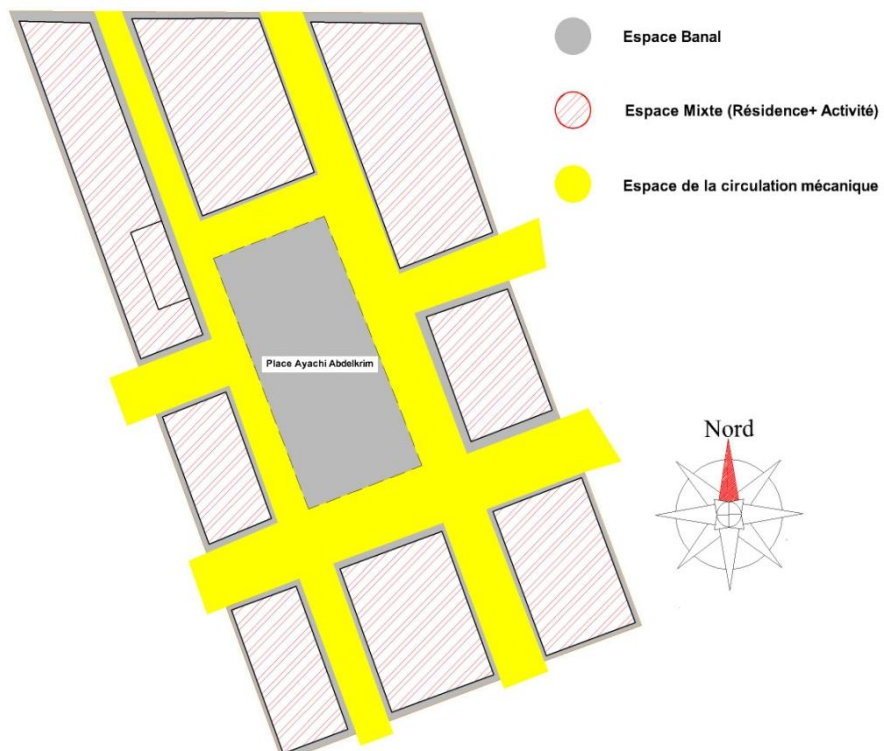 Espace Banal
Espace Mixte (Résidence+ Activité)
Espace de la circulation mécanique
Place Ayachi Abdelkrim
Nord